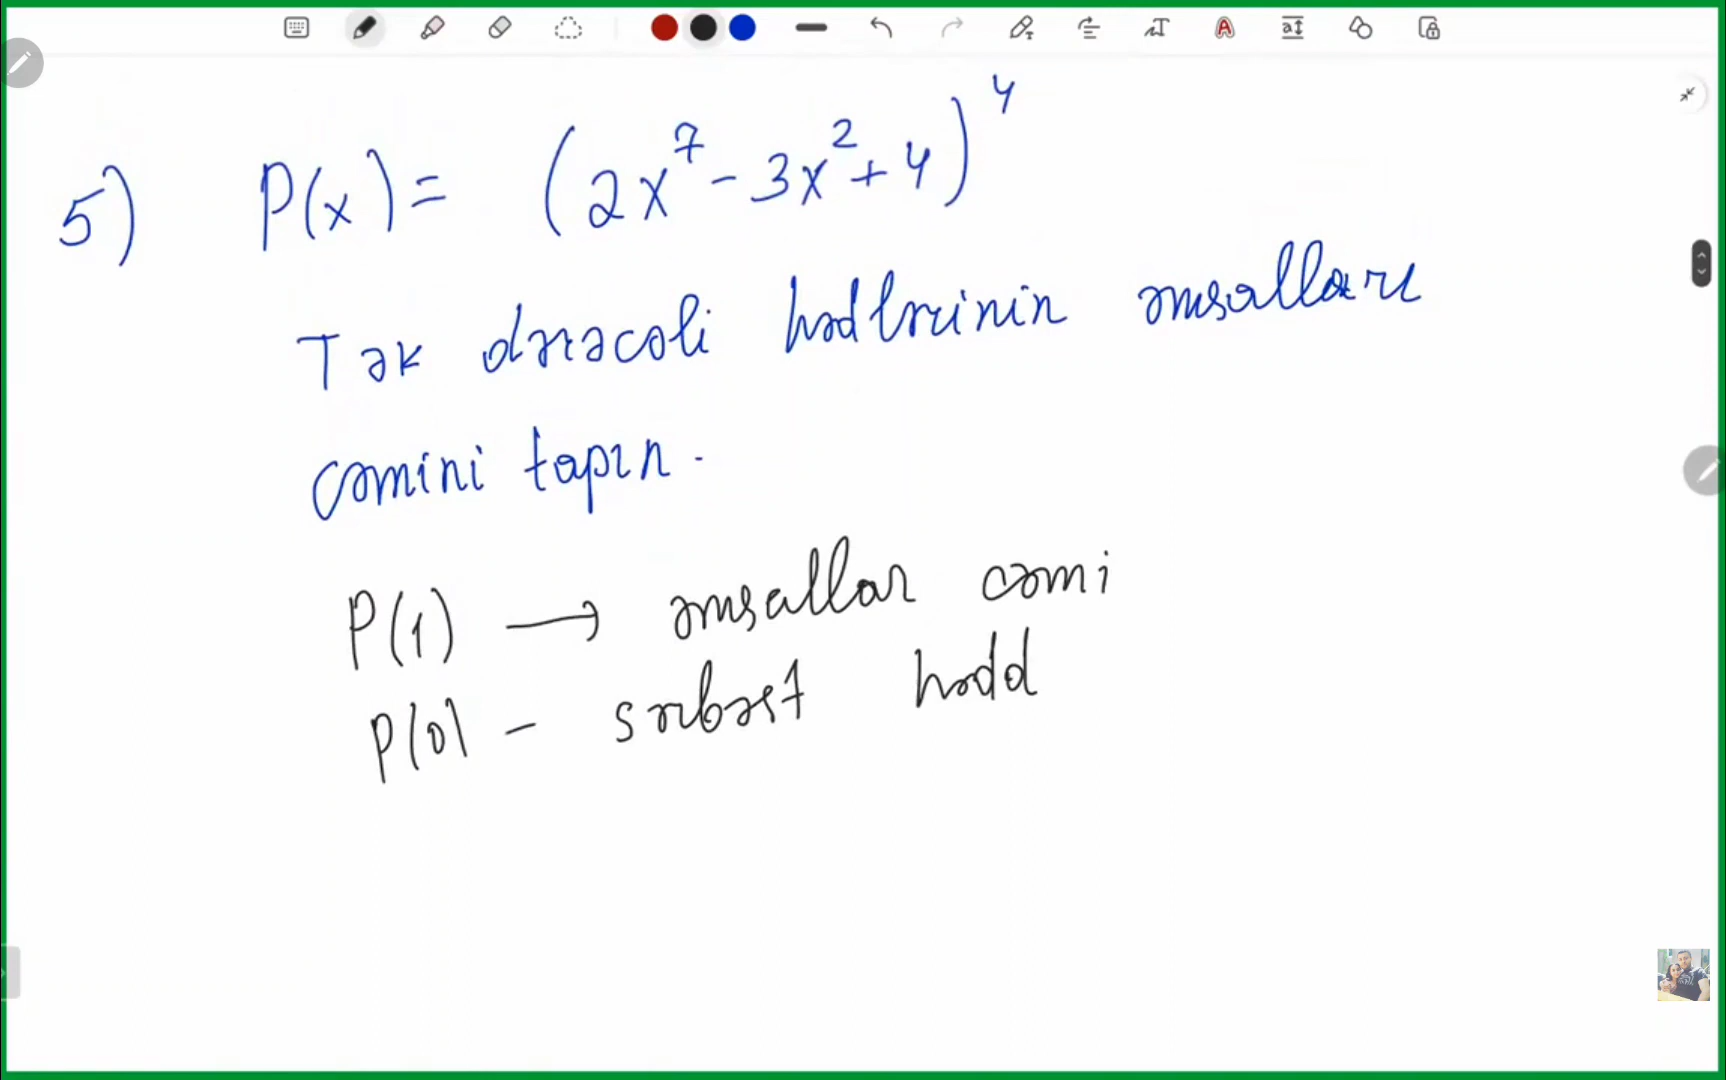 5) P(x) = (2x⁷ - 3x² + 4)⁴
Tək dərəcəli hədlərinin əmsalları
cəmini tapın.
P(1) → əmsallar cəmi
P(0) - sərbəst hədd